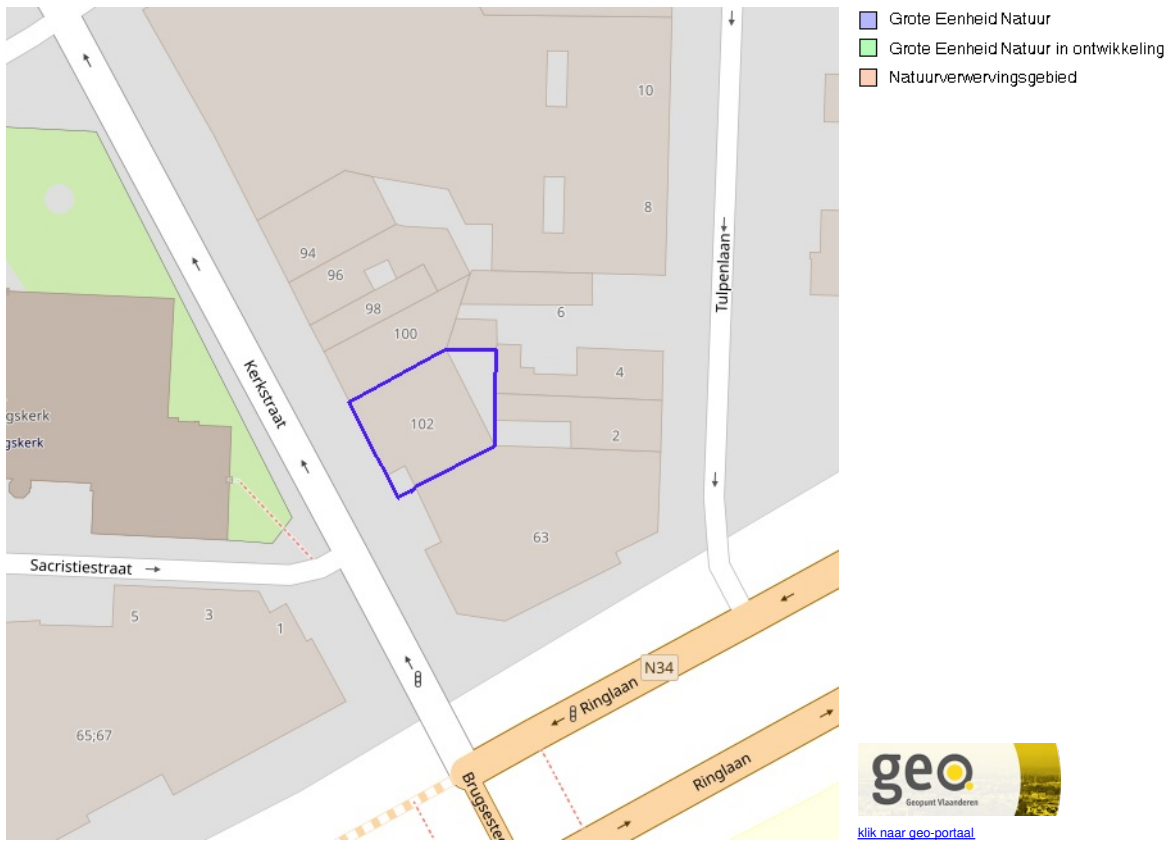 Grote Eenheid Natuur
Grote Eenheid Natuur in ontwikkeling
Natuurverwervingsgebied
10
8
94
96
98
100
6
Tulpenlaan
4
102
2
Kerkstraat
gskerk
gskerk
63
Sacristiestraat
5
3
1
N34
Ringlaan
65;67
Ringlaan
Brugsestee
geo
Geopunt Vlaanderen
klik naar geo-portaal